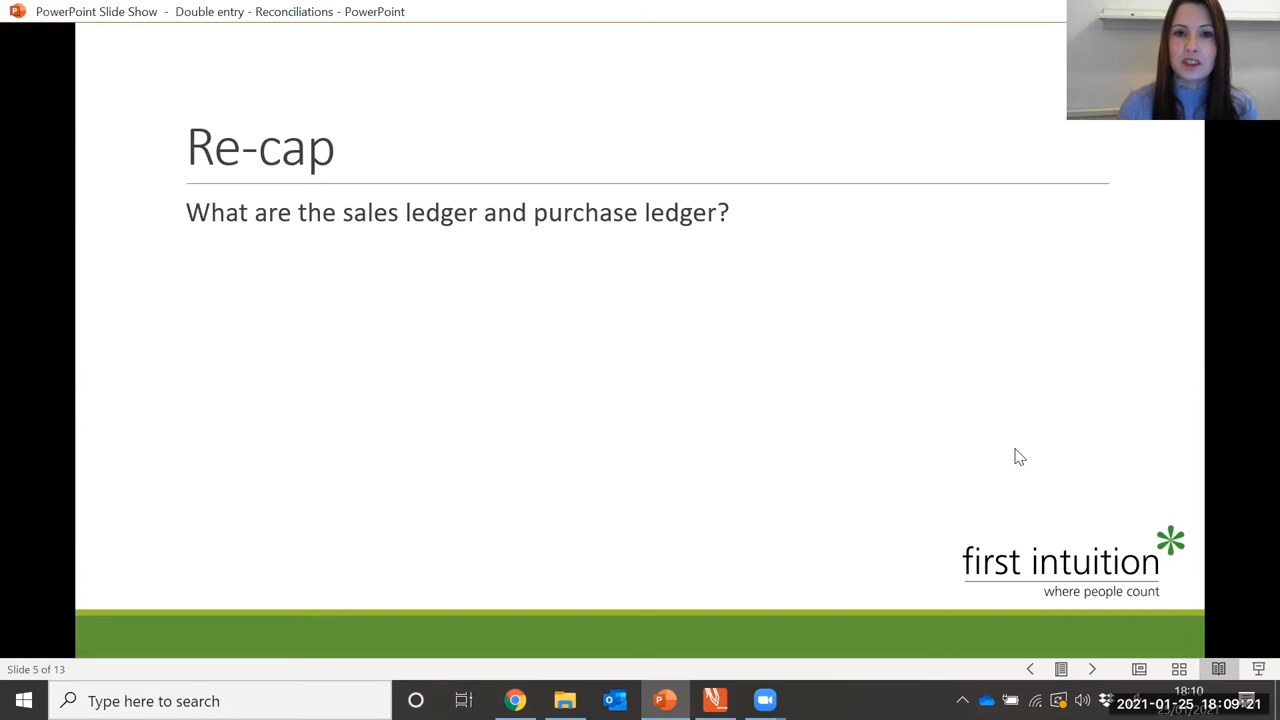 PowerPoint Slide Show - Double entry - Reconciliations - PowerPoint
Re-cap
What are the sales ledger and purchase ledger?
first intuition
where people count
Slide 5 of 13
Type here to search
18:10
2021-01-25 18:09:21